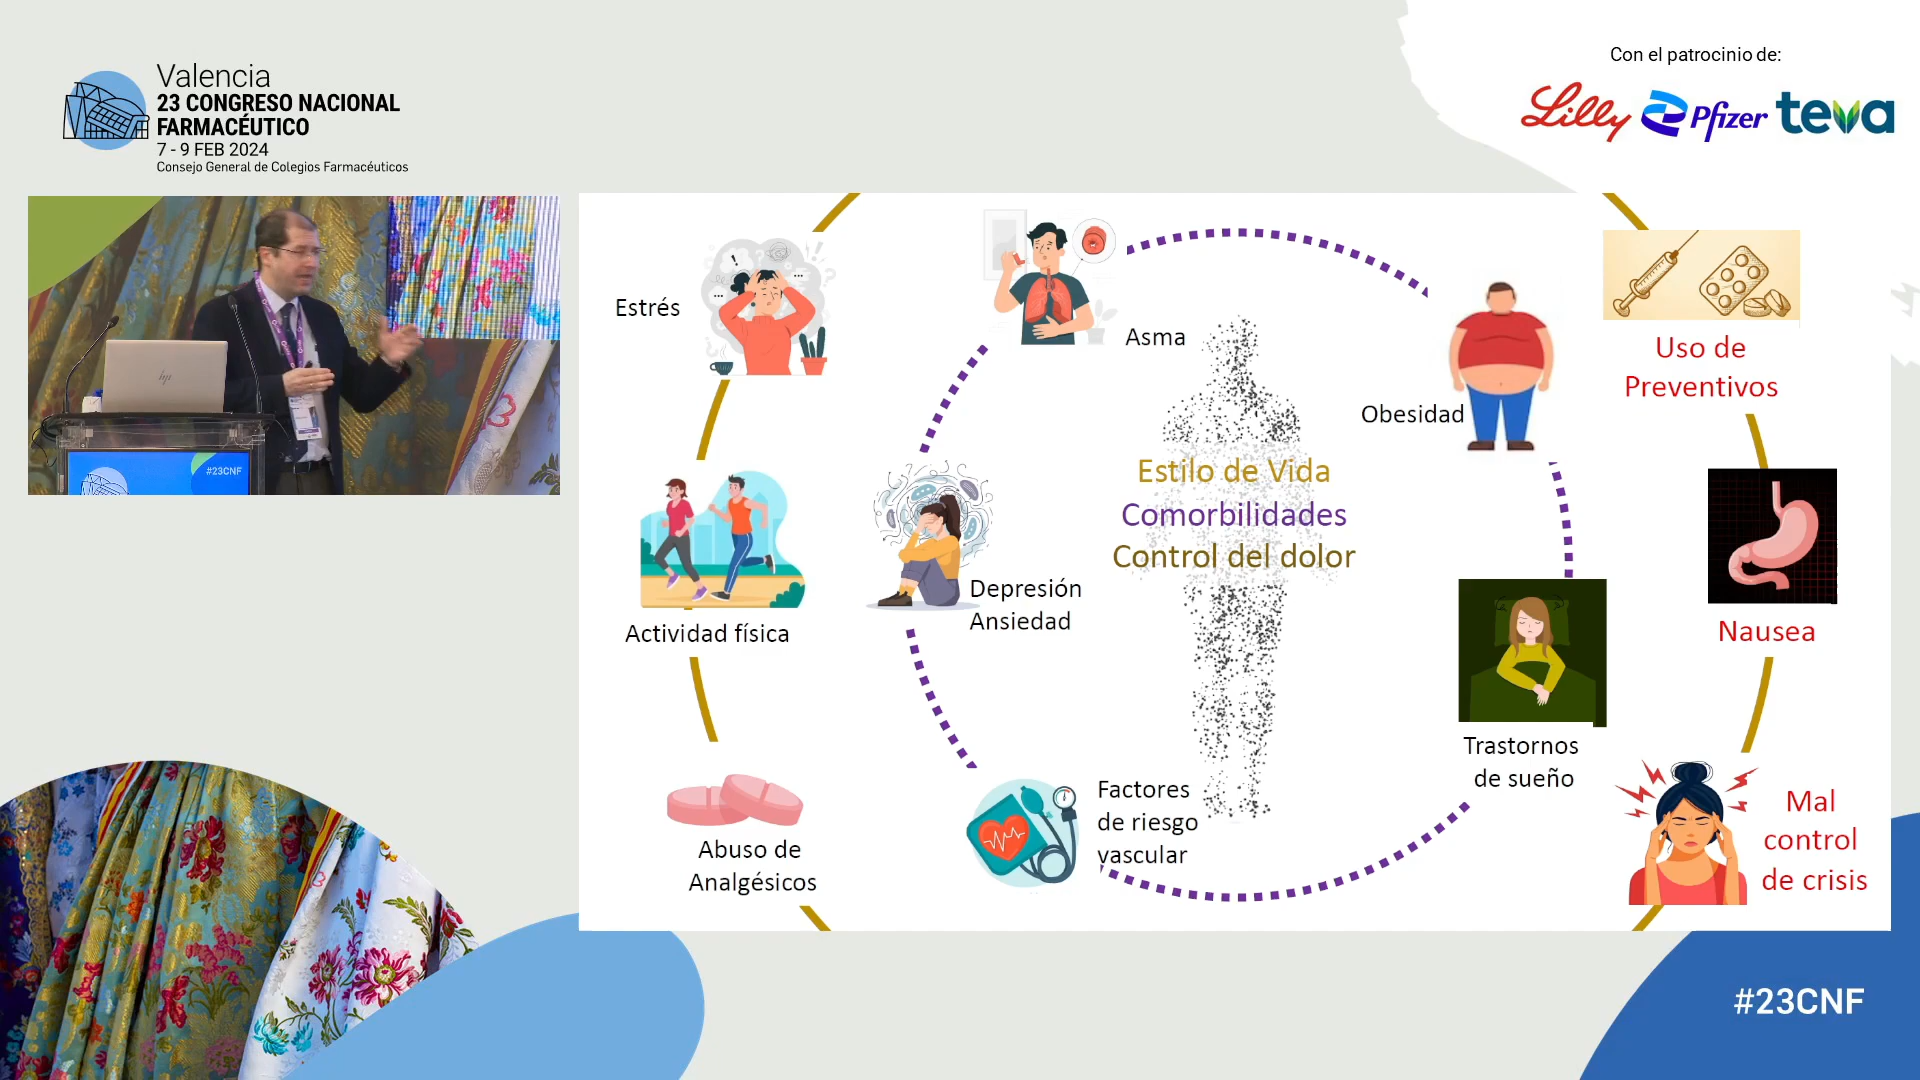 Valencia
23 CONGRESO NACIONAL
FARMACÉUTICO
7 - 9 FEB 2024
Consejo General de Colegios Farmacéuticos
Con el patrocinio de:
Lilly Pfizer teva
hp
#23CNF
Estrés
Asma
Obesidad
Uso de
Preventivos
Estilo de Vida
Comorbilidades
Control del dolor
Actividad física
Depresión
Ansiedad
Nausea
Trastornos
de sueño
Factores
de riesgo
vascular
Mal
control
de crisis
Abuso de
Analgésicos
#23CNF